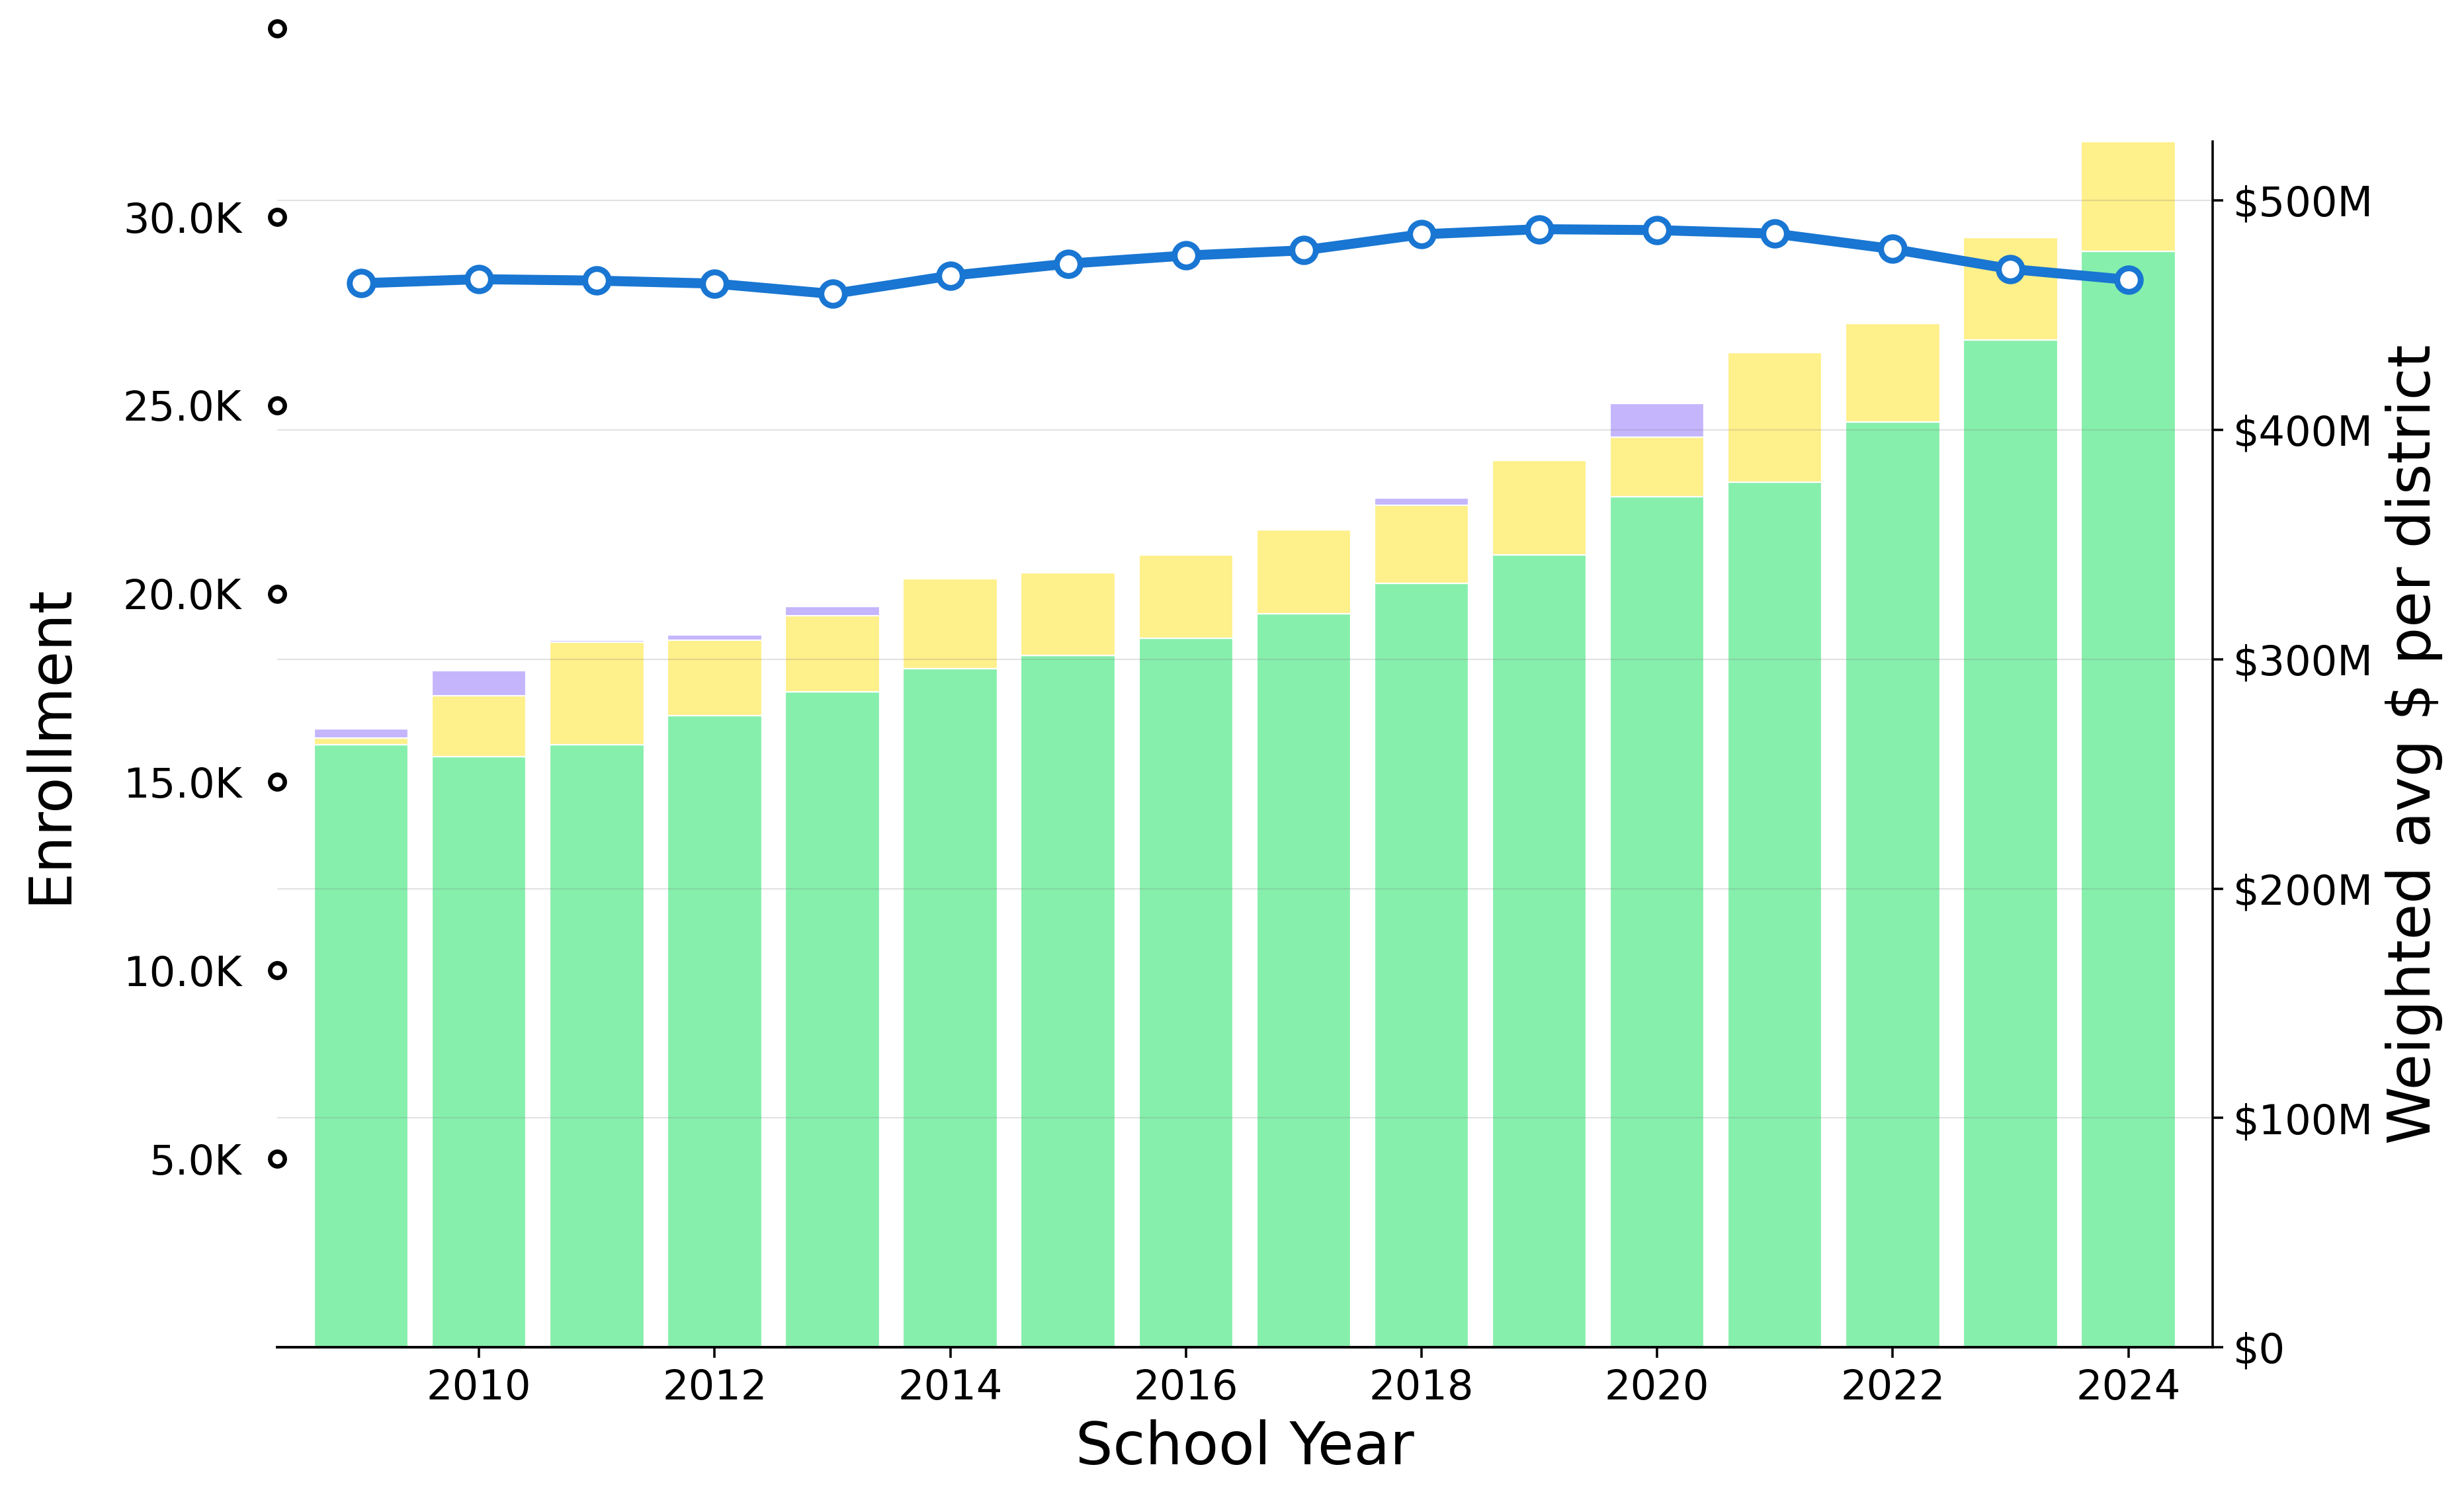 Enrollment
30.0K
25.0K
20.0K
15.0K
10.0K
5.0K
$500M
$400M
$300M
$200M
$100M
$0
Weighted avg $ per district
2010 2012 2014 2016 2018 2020 2022 2024
School Year